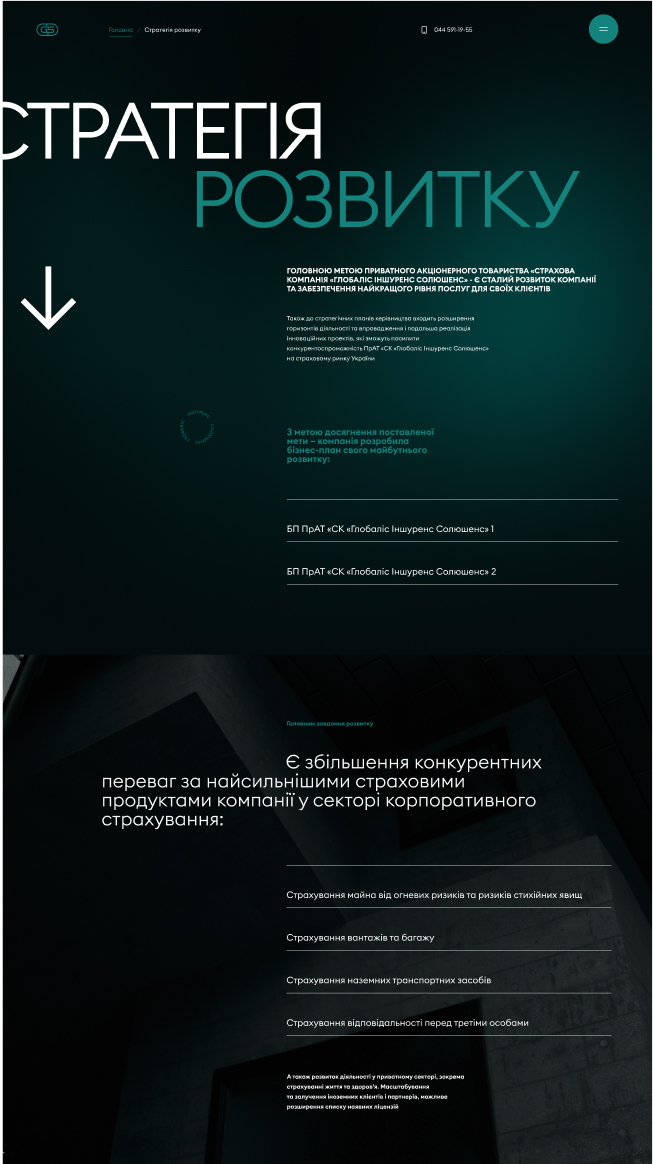 GS
Головна / Стратегія розвитку
044 591-19-55
СТРАТЕГІЯ
РОЗВИТКУ
ГОЛОВНОЮ МЕТОЮ ПРИВАТНОГО АКЦІОНЕРНОГО ТОВАРИСТВА «СТРАХОВА
КОМПАНІЯ «ГЛОБАЛІС ІНШУРЕНС СОЛЮШЕНС» - Є СТАЛИЙ РОЗВИТОК КОМПАНІЇ
ТА ЗАБЕЗПЕЧЕННЯ НАЙКРАЩОГО РІВНЯ ПОСЛУГ ДЛЯ СВОЇХ КЛІЄНТІВ
Також до стратегічних планів керівництва входить розширення
горизонтів діяльності та впровадження і подальша реалізація
інноваційних проектів, які зможуть посилити
конкурентоспроможність ПрАТ «СК «Глобаліс Іншуренс Солюшенс»
на страховому ринку України
З метою досягнення поставленої
мети – компанія розробила
бізнес-план свого майбутнього
розвитку:
БП ПрАТ «СК «Глобаліс Іншуренс Солюшенс» 1
БП ПрАТ «СК «Глобаліс Іншуренс Солюшенс» 2
Головним завдання розвитку
Є збільшення конкурентних
переваг за найсильнішими страховими
продуктами компанії у секторі корпоративного
страхування:
Страхування майна від огневих ризиків та ризиків стихійних явищ
Страхування вантажів та багажу
Страхування наземних транспортних засобів
Страхування відповідальності перед третіми особами
А також розвиток діяльності у приватному секторі, зокрема
страхуванні життя та здоров'я. Масштабування
та залучення іноземних клієнтів і партнерів, можливе
розширення списку наявних ліцензій